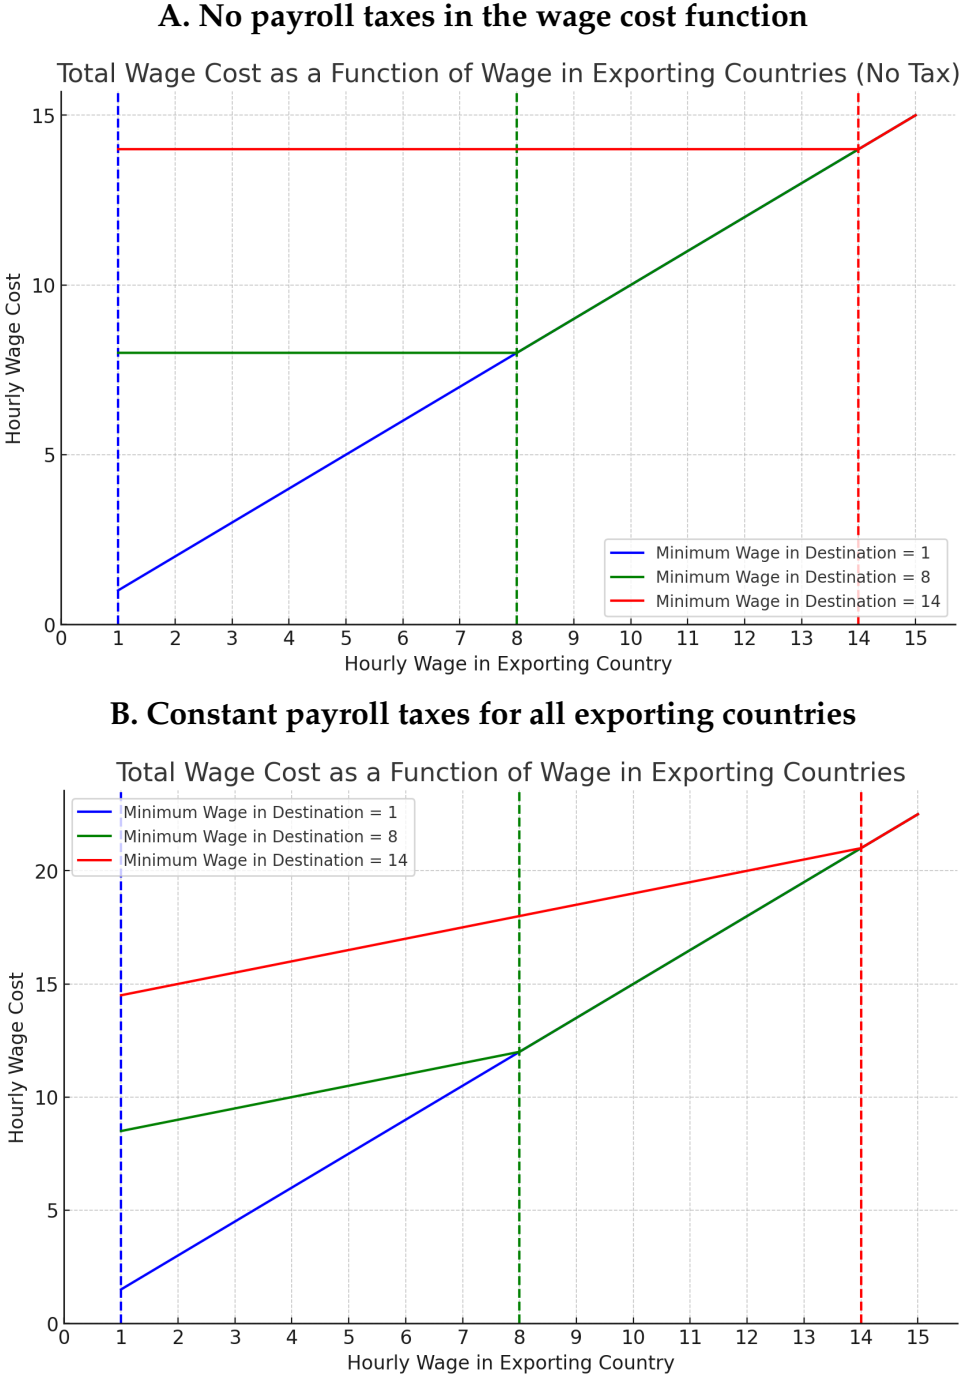 A. No payroll taxes in the wage cost function
Total Wage Cost as a Function of Wage in Exporting Countries (No Tax)
15
10
5
0
Hourly Wage Cost
Minimum Wage in Destination = 1
Minimum Wage in Destination = 8
Minimum Wage in Destination = 14
0 1 2 3 4 5 6 7 8 9 10 11 12 13 14 15
Hourly Wage in Exporting Country
B. Constant payroll taxes for all exporting countries
Total Wage Cost as a Function of Wage in Exporting Countries
Minimum Wage in Destination = 1
Minimum Wage in Destination = 8
Minimum Wage in Destination = 14
20
15
10
5
0
Hourly Wage Cost
0 1 2 3 4 5 6 7 8 9 10 11 12 13 14 15
Hourly Wage in Exporting Country